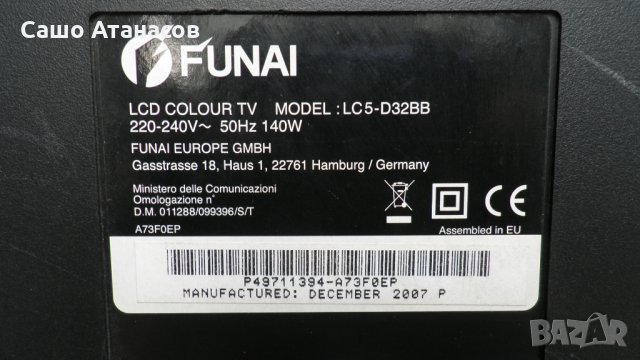 Сашо Атанасов
FUNAI
LCD COLOUR TV MODEL : LC5-D32BB
220-240V~ 50Hz 140W
FUNAI EUROPE GMBH
Gasstrasse 18, Haus 1, 22761 Hamburg / Germany
Ministero delle Comunicazioni
Omologazione n°
D.M. 011288/099396/S/T
A73F0EP
CE
Assembled in EU
P49711394-A73F0EP
MANUFACTURED: DECEMBER 2007 P
BAZAR